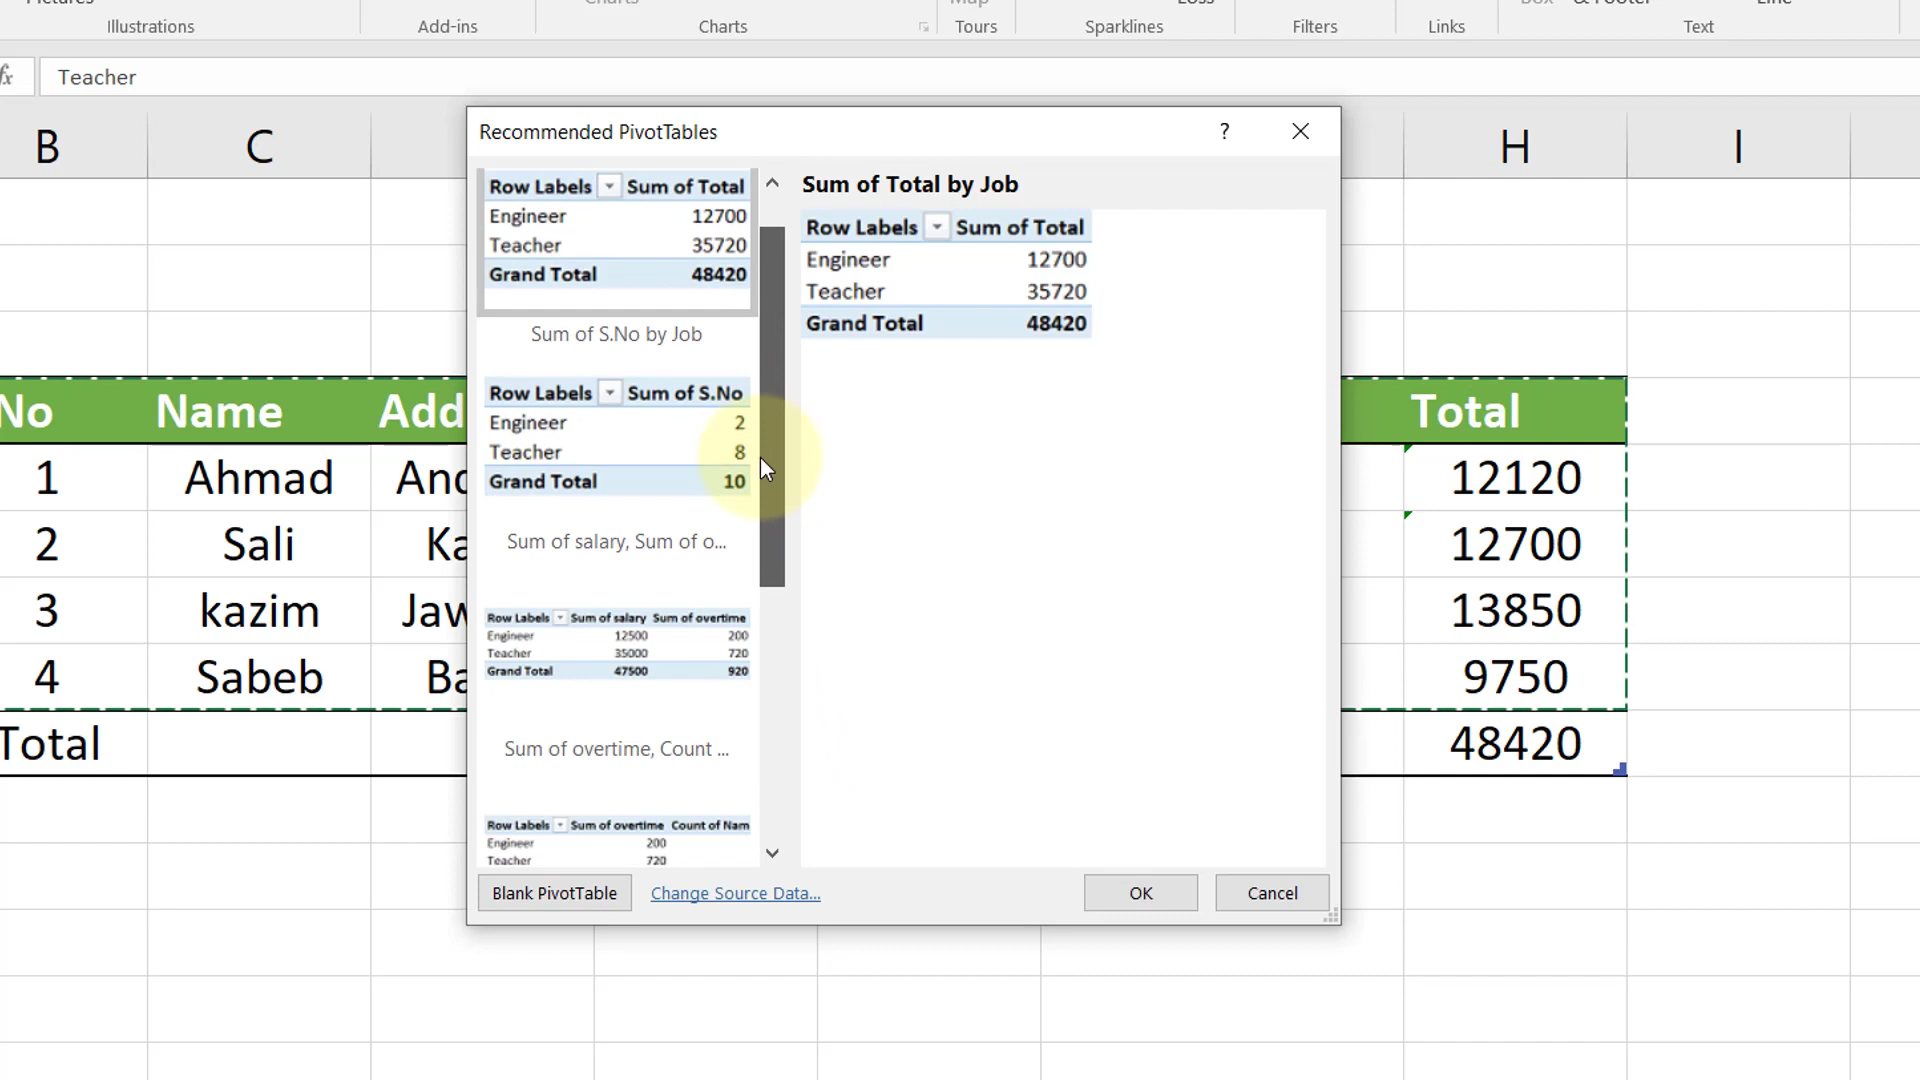 Illustrations Add-ins Charts Tours Sparklines Filters Links Text
fx Teacher
B C H I
Recommended PivotTables ?
Row Labels Sum of Total
Engineer 12700
Teacher 35720
Grand Total 48420
Sum of S.No by Job
Row Labels Sum of S.No
Engineer 2
Teacher 8
Grand Total 10
Sum of salary, Sum of o...
Row Labels Sum of salary Sum of overtime
Engineer 12500 200
Teacher 35000 720
Grand Total 47500 920
Sum of overtime, Count ...
Row Labels Sum of overtime Count of Nam
Engineer 200
Teacher 720
Sum of Total by Job
Row Labels Sum of Total
Engineer 12700
Teacher 35720
Grand Total 48420
Blank PivotTable Change Source Data... OK Cancel
No Name Add Total
1 Ahmad And 12120
2 Sali Ka 12700
3 kazim Jaw 13850
4 Sabeb Ba 9750
Total 48420